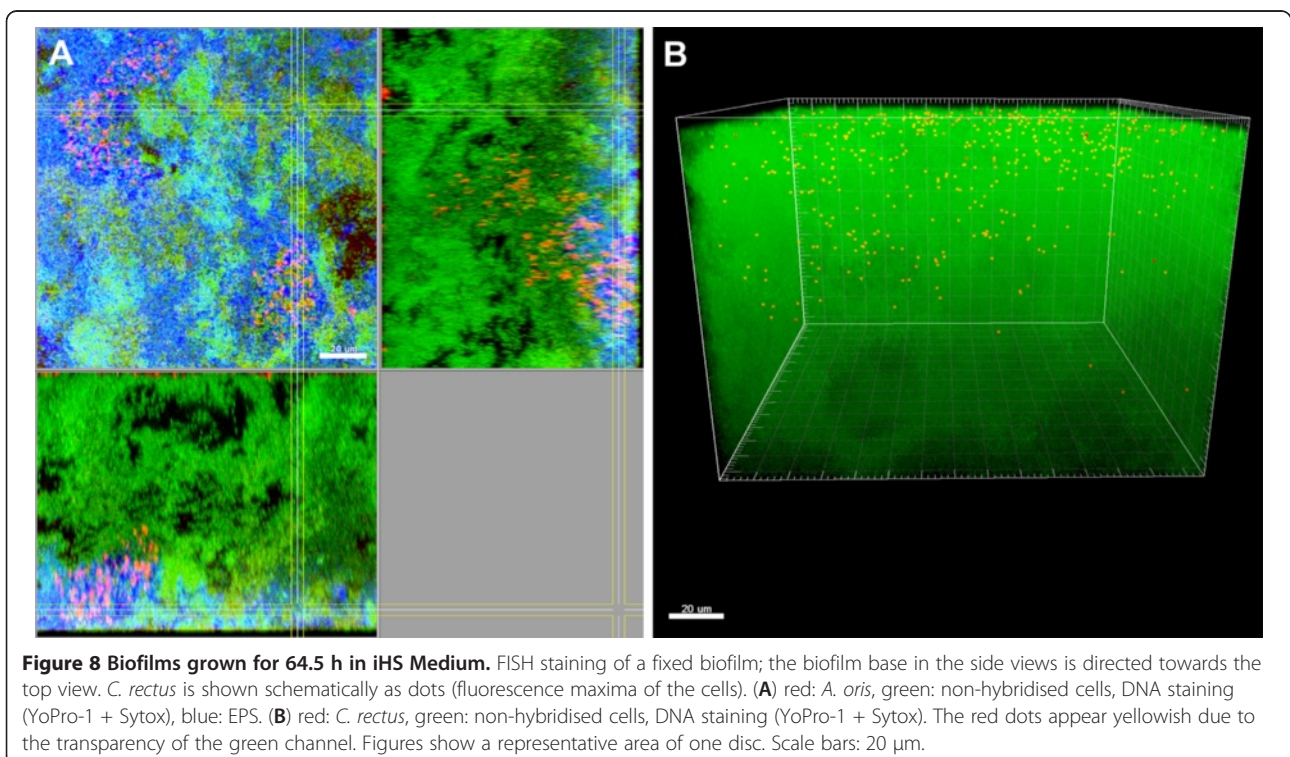 A
B
20 um
20 um
Figure 8 Biofilms grown for 64.5 h in iHS Medium. FISH staining of a fixed biofilm; the biofilm base in the side views is directed towards the
top view. C. rectus is shown schematically as dots (fluorescence maxima of the cells). (A) red: A. oris, green: non-hybridised cells, DNA staining
(YoPro-1 + Sytox), blue: EPS. (B) red: C. rectus, green: non-hybridised cells, DNA staining (YoPro-1 + Sytox). The red dots appear yellowish due to
the transparency of the green channel. Figures show a representative area of one disc. Scale bars: 20 μm.